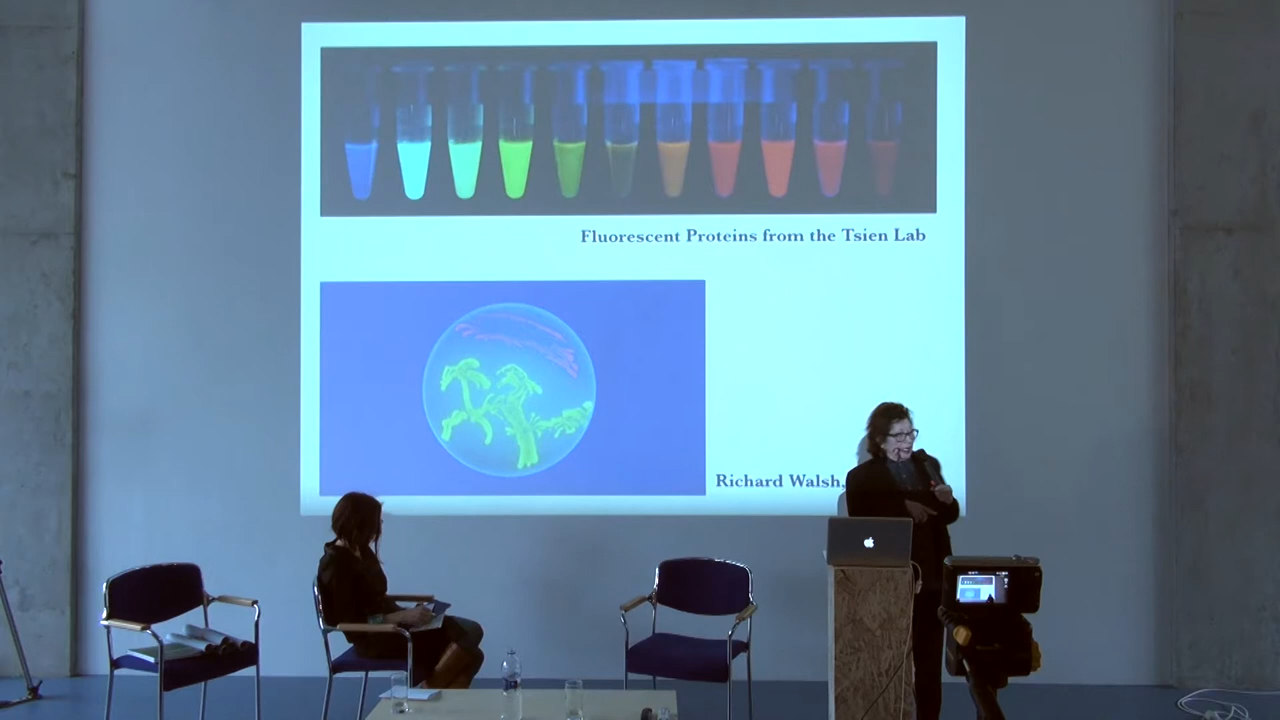 Fluorescent Proteins from the Tsien Lab
Richard Walsh,